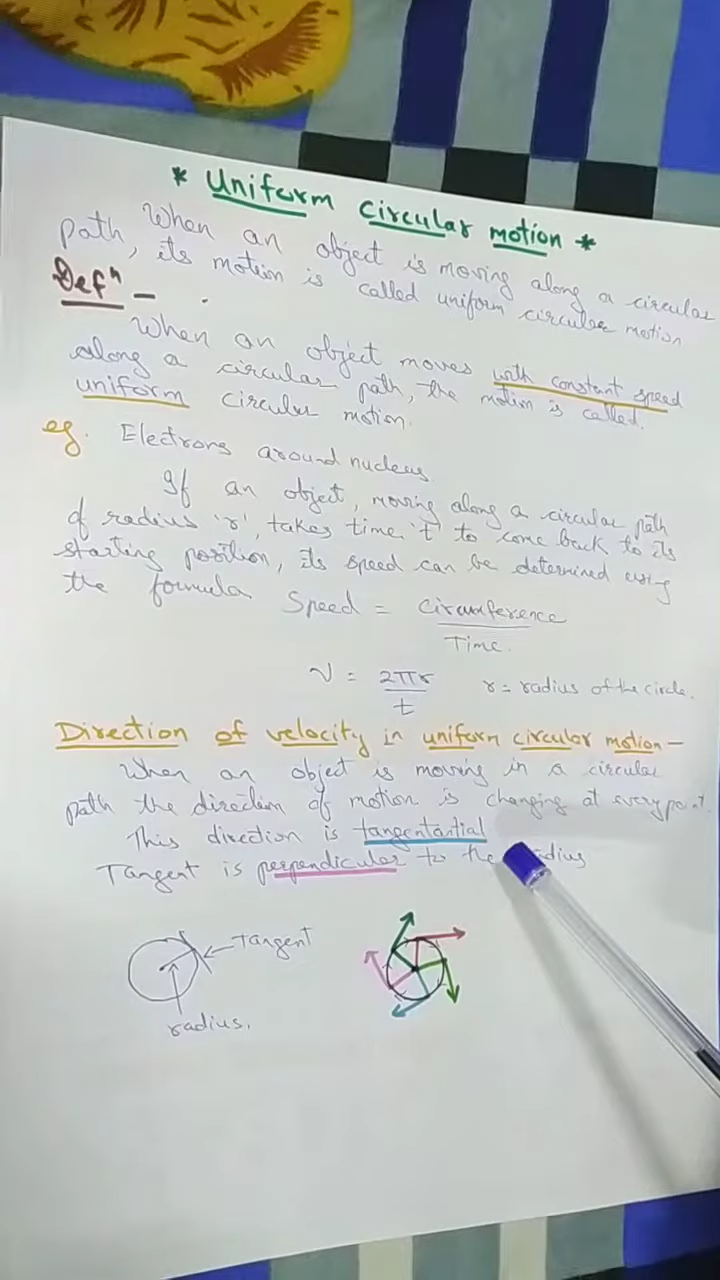 * Uniform circular motion *
When an object is moving along a circular
path, its motion is called uniform circular motion
Defⁿ -
When an object moves with constant speed
along a circular path, the motion is called
uniform circular motion.
eg. Electrons around nucleus
If an object, moving along a circular path
of radius 'r', takes time 't' to come back to its
starting position, its speed can be determined using
the formula
Speed = Circumference
Time.
v = 2πr
t
r = radius of the circle.
Direction of velocity in uniform circular motion -
When an object is moving in a circular
path the direction of motion is changing at every point.
This direction is tangentantial
Tangent is perpendicular to the radius
Tangent
radius.